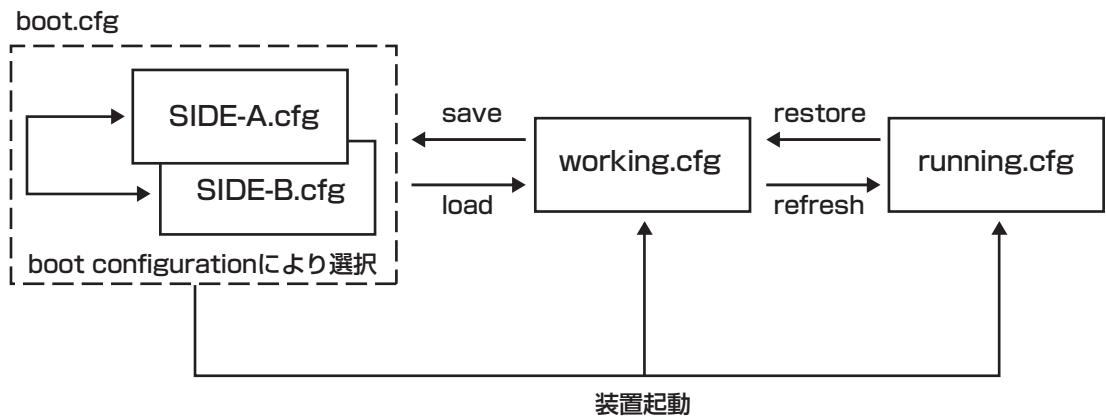 boot.cfg
SIDE-A.cfg
SIDE-B.cfg
boot configurationにより選択
save
load
working.cfg
restore
refresh
running.cfg
装置起動